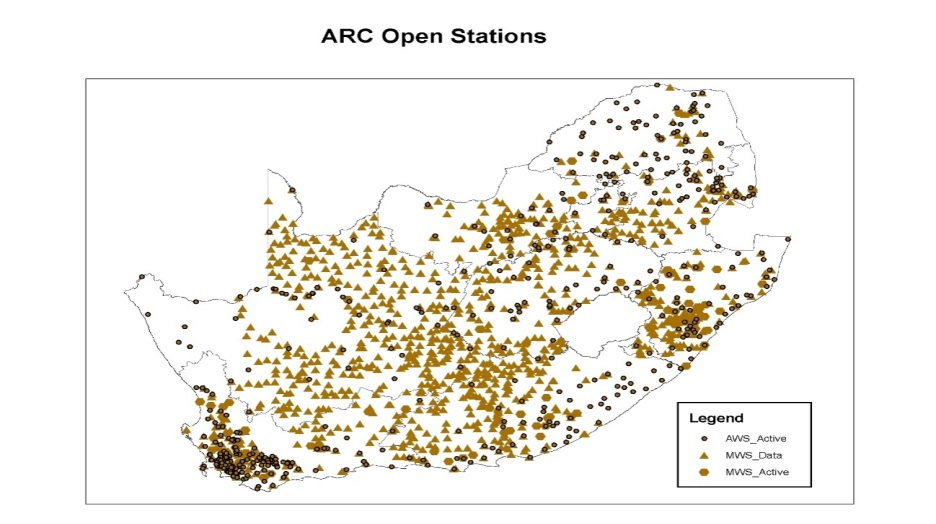 ARC Open Stations
Legend
AWS_Active
MWS_Data
MWS_Active